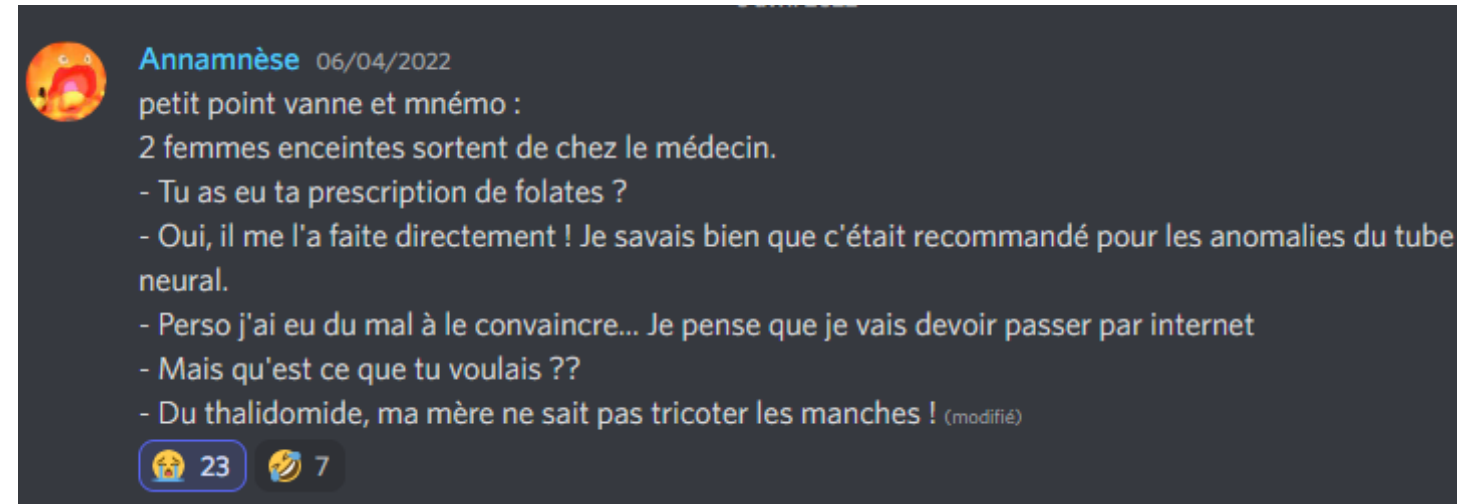 Annamnèse 06/04/2022
petit point vanne et mnémo :
2 femmes enceintes sortent de chez le médecin.
- Tu as eu ta prescription de folates ?
- Oui, il me l'a faite directement ! Je savais bien que c'était recommandé pour les anomalies du tube
neural.
- Perso j'ai eu du mal à le convaincre... Je pense que je vais devoir passer par internet
- Mais qu'est ce que tu voulais ??
- Du thalidomide, ma mère ne sait pas tricoter les manches ! (modifié)
23 7